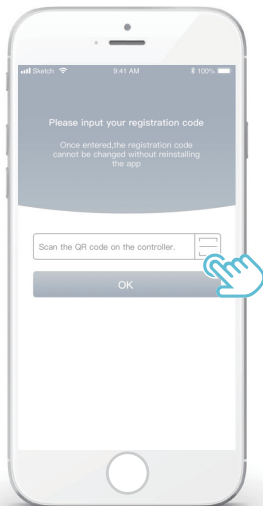 Sketch 9:41 AM 100%
Please input your registration code
Once entered,the registration code
cannot be changed without reinstalling
the app
Scan the QR code on the controller.
OK